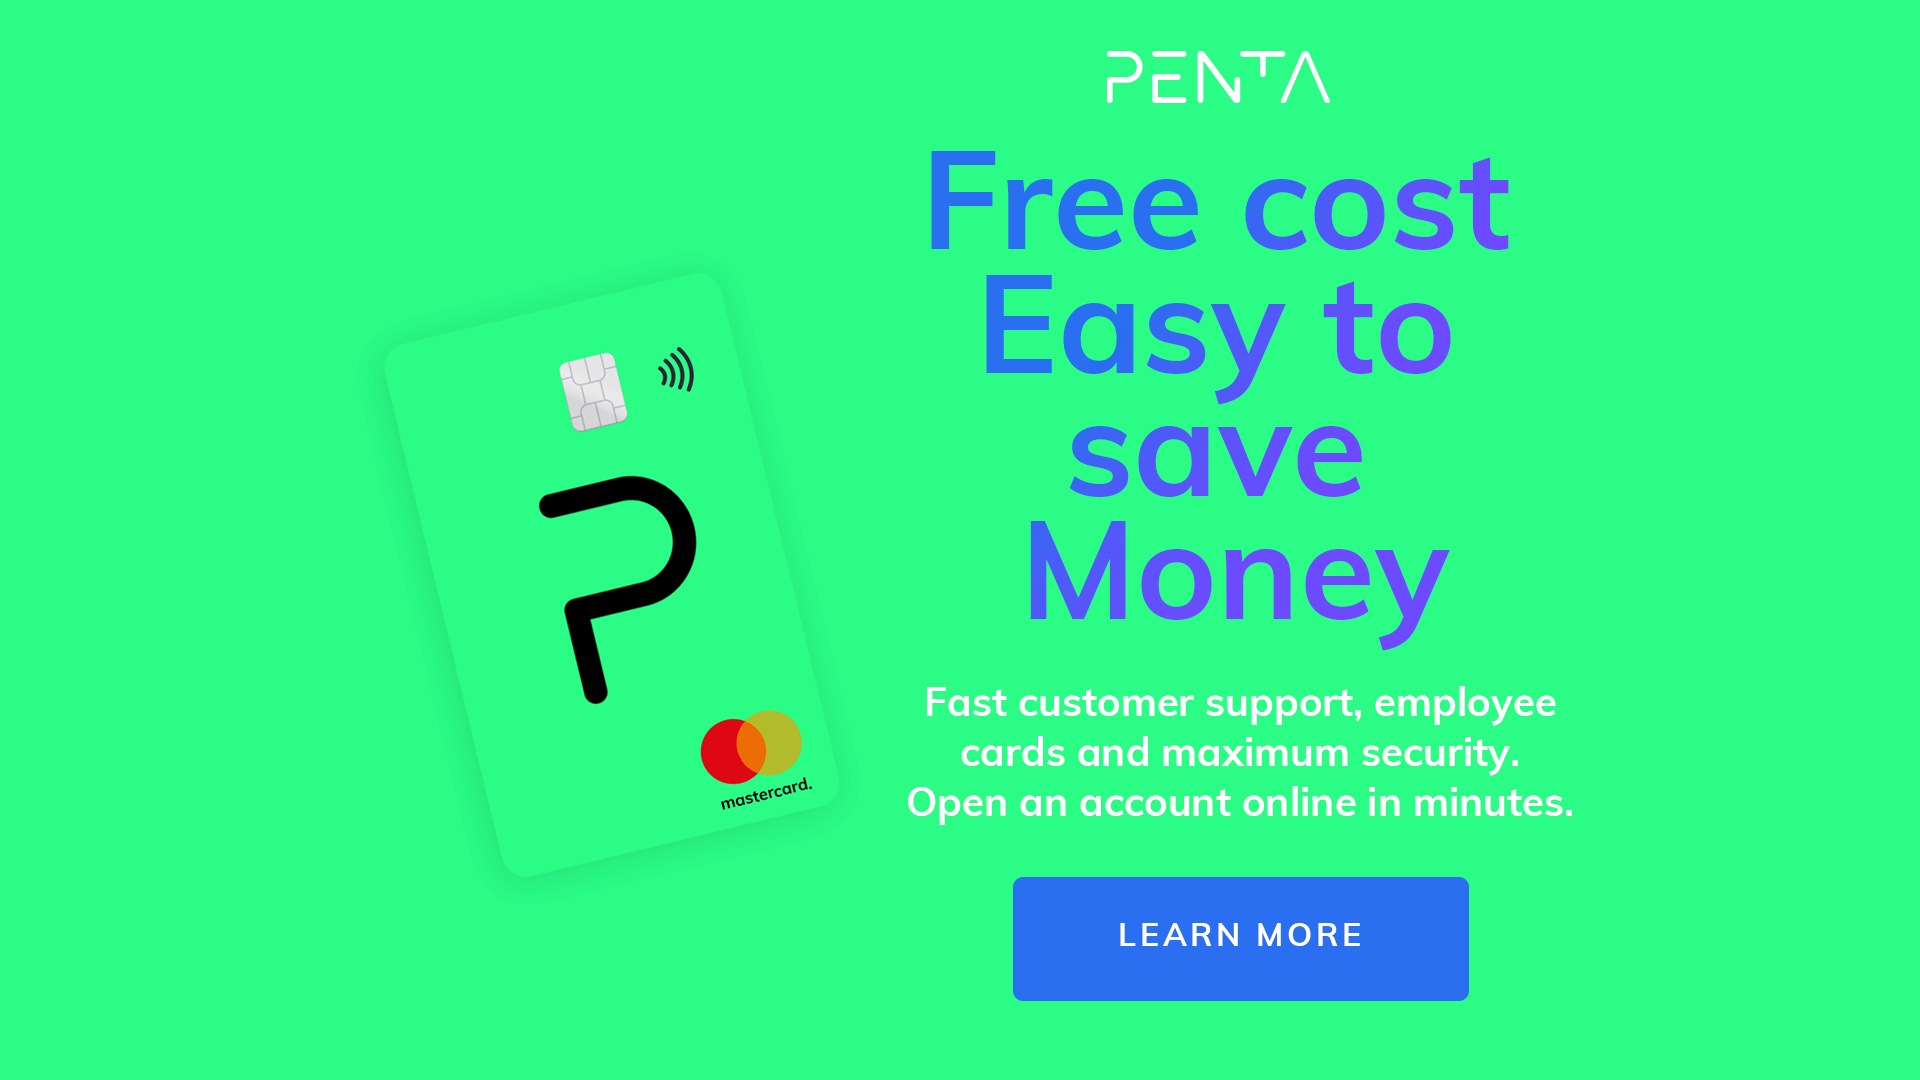 PENTA
Free cost
Easy to
save
Money
Fast customer support, employee
cards and maximum security.
Open an account online in minutes.
LEARN MORE
P
mastercard.